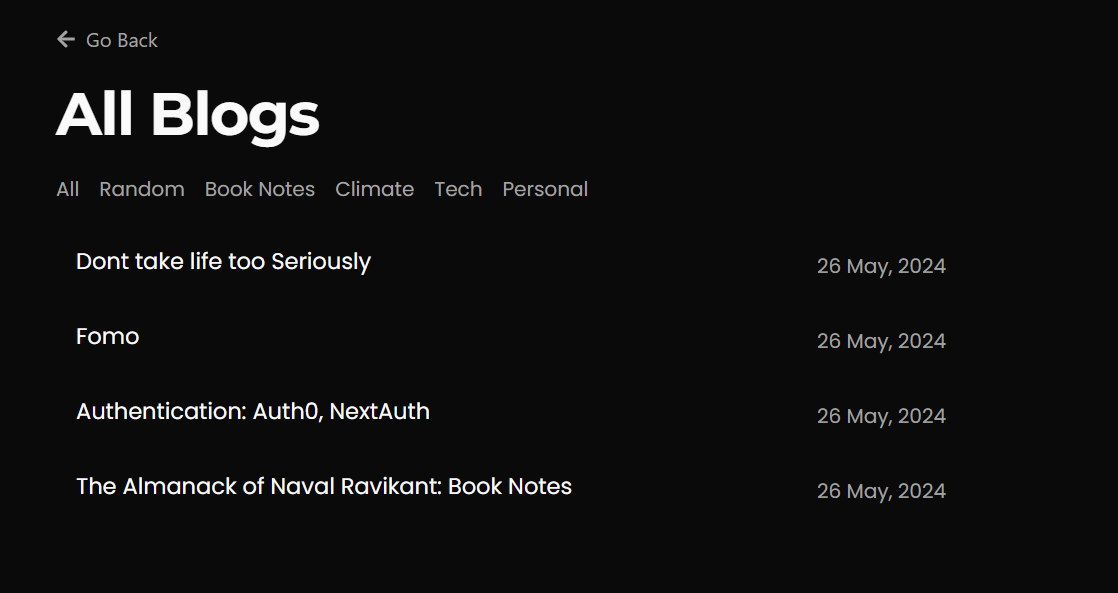 Go Back
All Blogs
All Random Book Notes Climate Tech Personal
Dont take life too Seriously 26 May, 2024
Fomo 26 May, 2024
Authentication: Auth0, NextAuth 26 May, 2024
The Almanack of Naval Ravikant: Book Notes 26 May, 2024